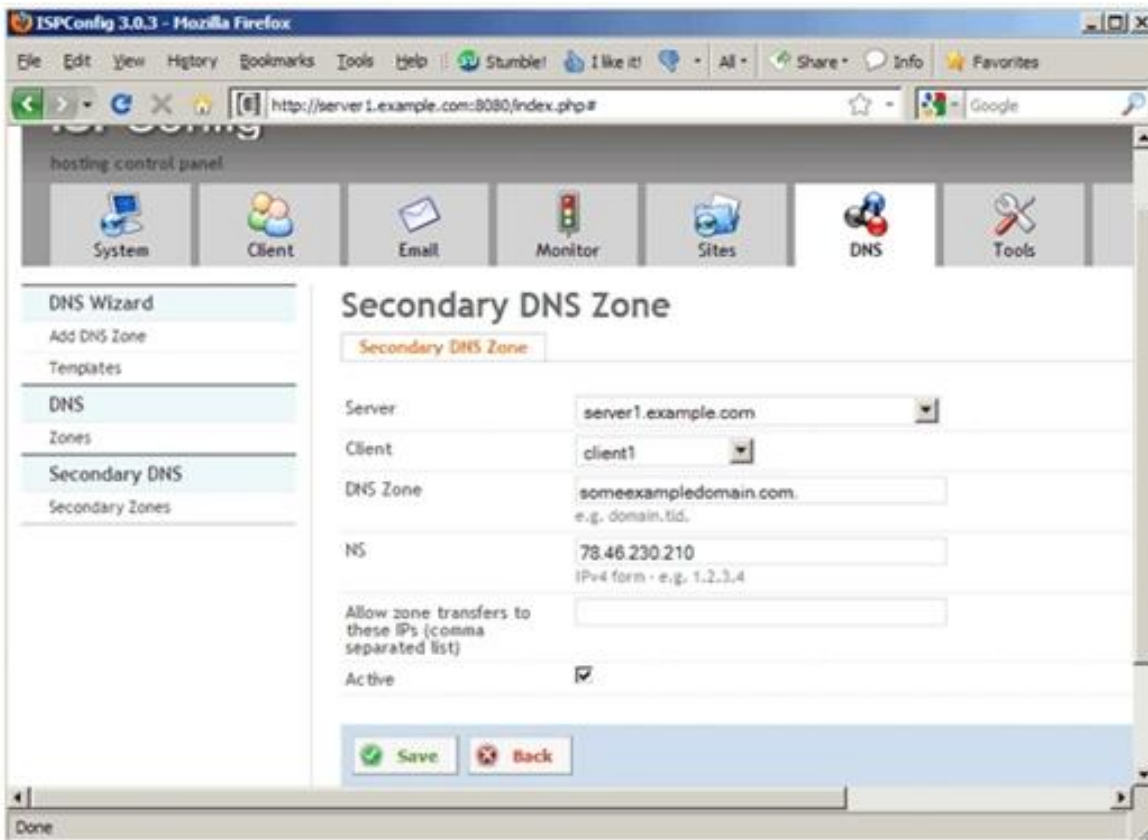 ISPConfig 3.0.3 - Mozilla Firefox
File Edit View History Bookmarks Tools Help Stumble! I like it! All Share Info Favorites
http://server1.example.com:8080/index.php# Google
ISPConfig
hosting control panel
System Client Email Monitor Sites DNS Tools
DNS Wizard
Add DNS Zone
Templates
DNS
Zones
Secondary DNS
Secondary Zones
Secondary DNS Zone
Secondary DNS Zone
Server server1.example.com
Client client1
DNS Zone someexampledomain.com.
e.g. domain.tld.
NS 78.46.230.210
IPv4 form - e.g. 1.2.3.4
Allow zone transfers to
these IPs (comma
separated list)
Active
Save Back
Done